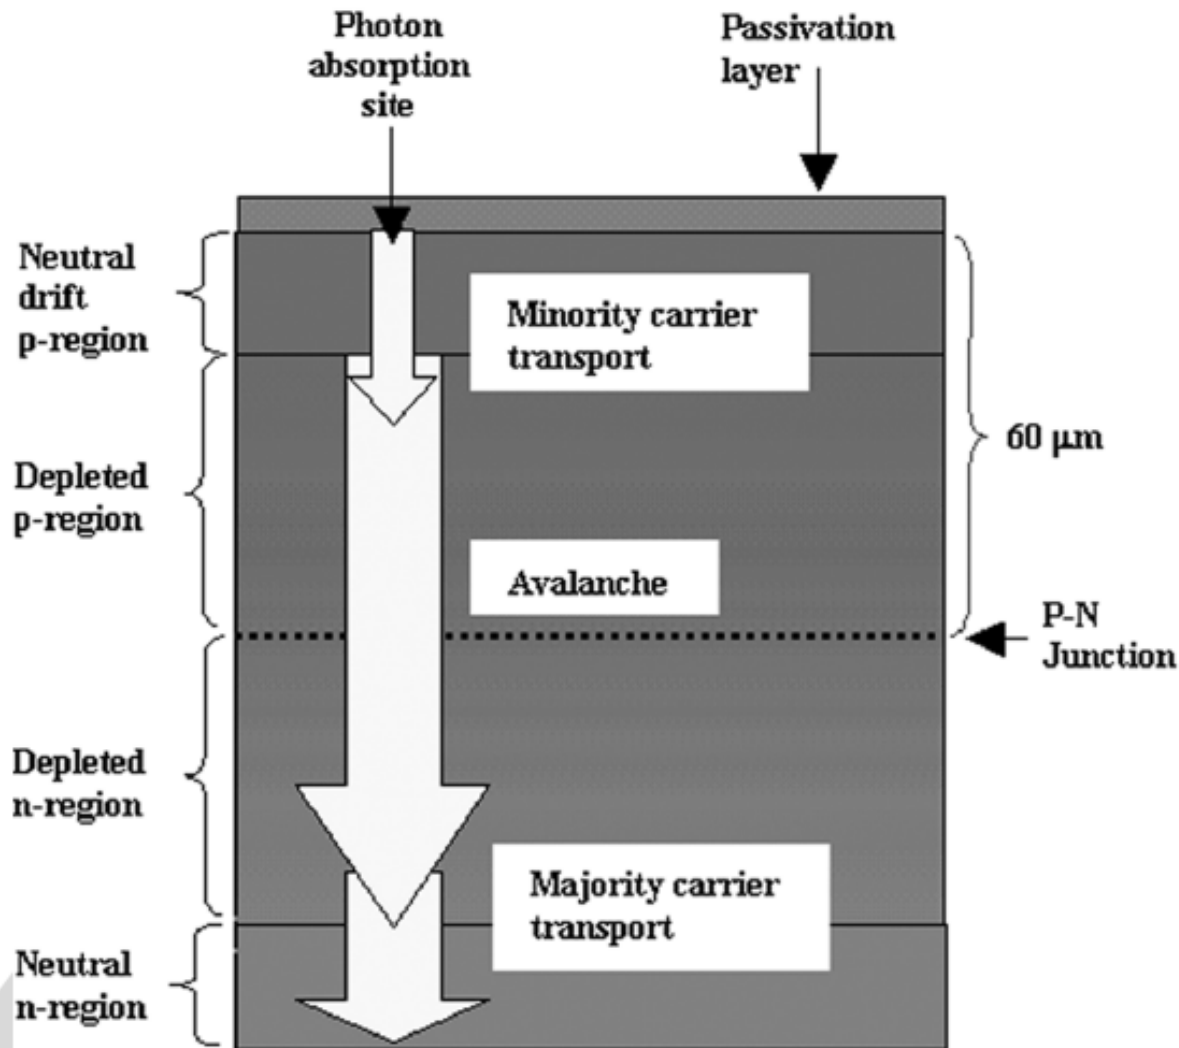 Photon
absorption
site
Passivation
layer
Neutral
drift
p-region
Minority carrier
transport
60 μm
Depleted
p-region
Avalanche
P-N
Junction
Depleted
n-region
Majority carrier
transport
Neutral
n-region